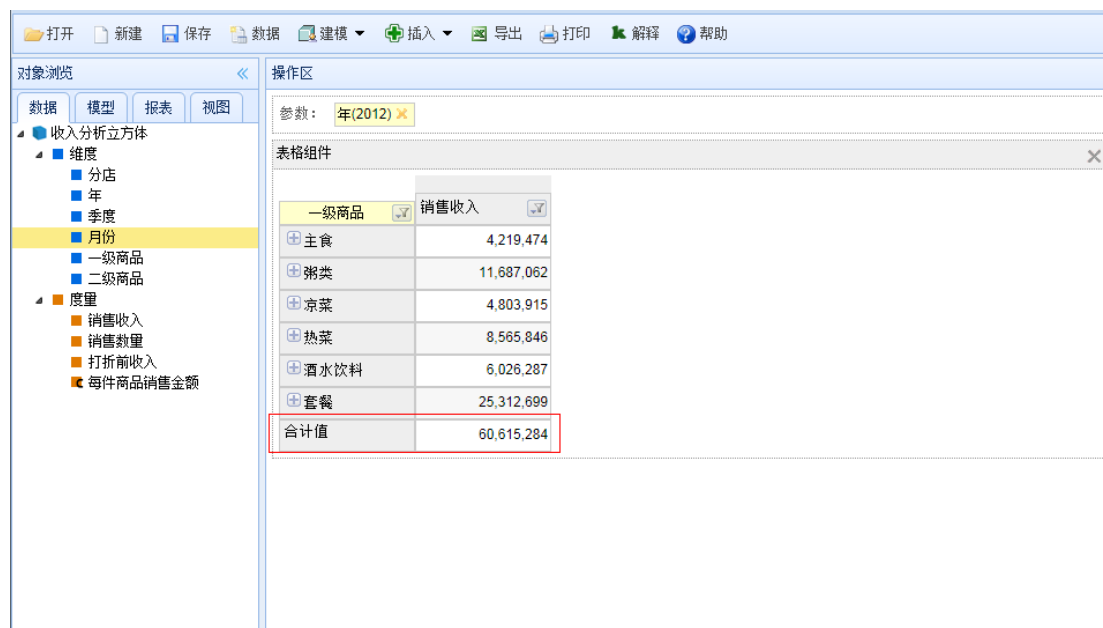 打开 新建 保存 数据 建模 插入 导出 打印 解释 帮助
对象浏览
数据 模型 报表 视图
收入分析立方体
维度
分店
年
季度
月份
一级商品
二级商品
度量
销售收入
销售数量
打折前收入
C 每件商品销售金额
操作区
参数： 年(2012)
表格组件
一级商品 销售收入
主食 4,219,474
粥类 11,687,062
京菜 4,803,915
热菜 8,565,846
酒水饮料 6,026,287
套餐 25,312,699
合计值 60,615,284